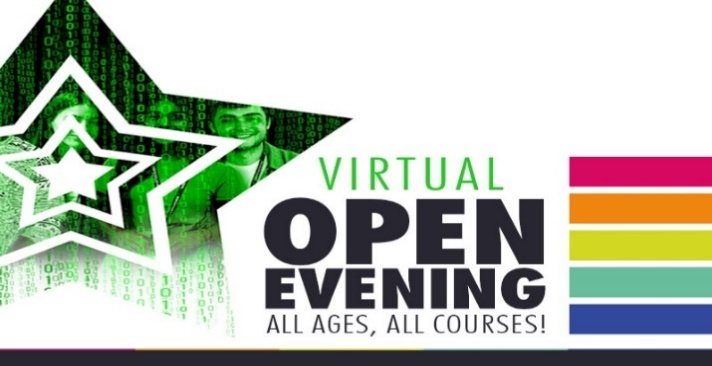 VIRTUAL
OPEN
EVENING
ALL AGES, ALL COURSES!